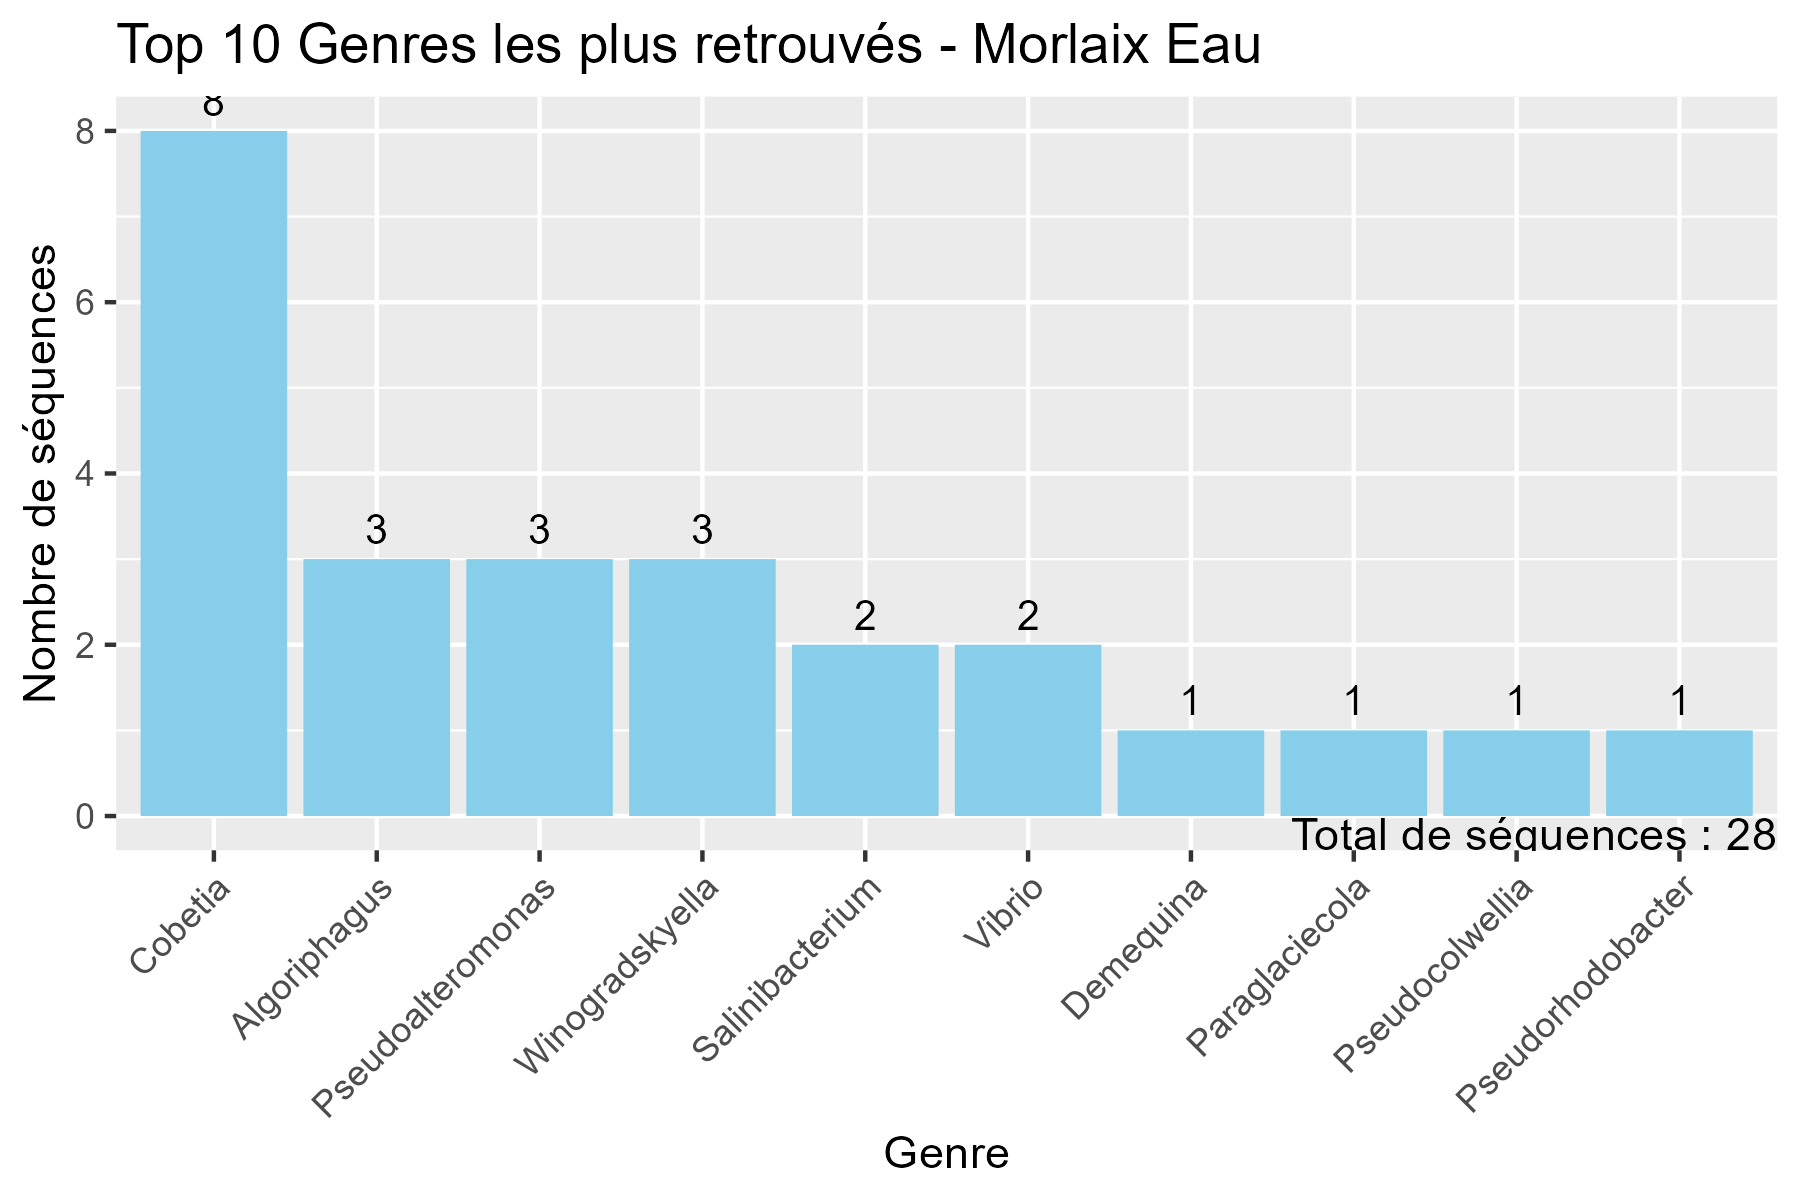 Top 10 Genres les plus retrouvés - Morlaix Eau
Nombre de séquences
8
6
4
2
0
8
3
3
3
2
2
1
1
1
1
Total de séquences : 28
Cobetia
Algoriphagus
Pseudoalteromonas
Winogradskyella
Salinibacterium
Vibrio
Demequina
Paraglaciecola
Pseudocolwellia
Pseudorhodobacter
Genre